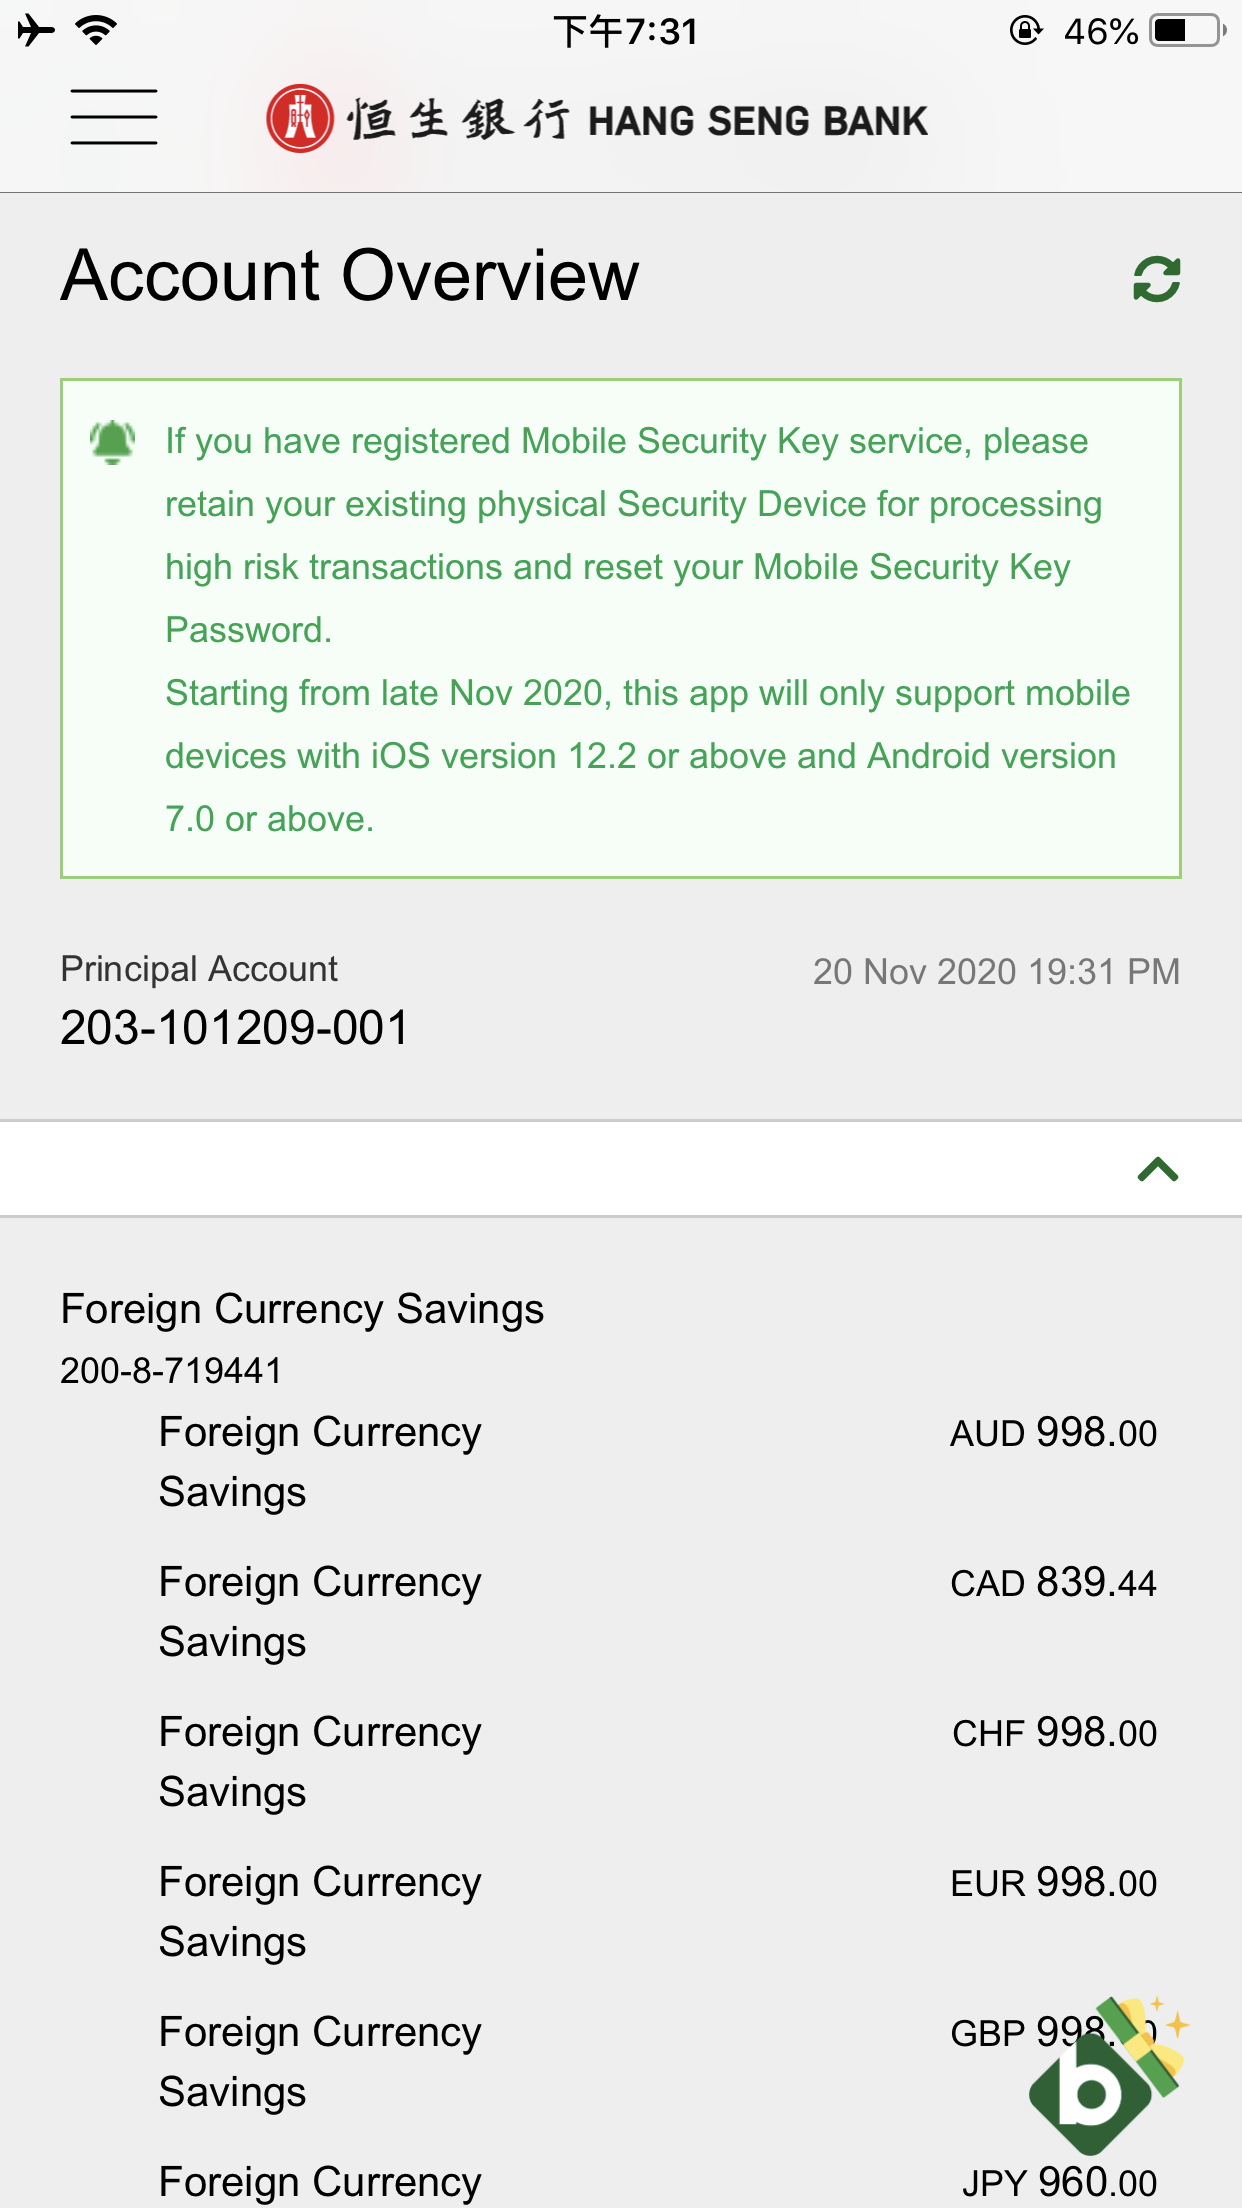 下午7:31
46%
恒生銀行 HANG SENG BANK
Account Overview
If you have registered Mobile Security Key service, please
retain your existing physical Security Device for processing
high risk transactions and reset your Mobile Security Key
Password.
Starting from late Nov 2020, this app will only support mobile
devices with iOS version 12.2 or above and Android version
7.0 or above.
Principal Account
20 Nov 2020 19:31 PM
203-101209-001
Foreign Currency Savings
200-8-719441
Foreign Currency
Savings
AUD 998.00
Foreign Currency
Savings
CAD 839.44
Foreign Currency
Savings
CHF 998.00
Foreign Currency
Savings
EUR 998.00
Foreign Currency
Savings
GBP
b
Foreign Currency
JPY 960.00